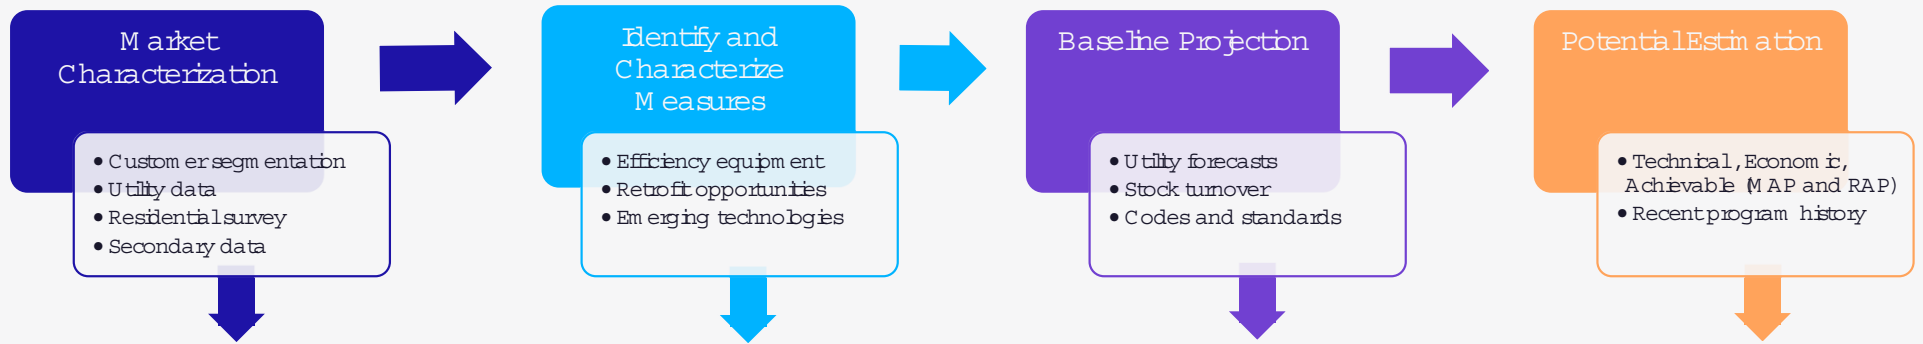 Market
Characterization
• Customer segmentation
• Utility data
• Residential survey
• Secondary data
Identify and
Characterize
Measures
• Efficiency equipment
• Retrofit opportunities
• Emerging technologies
Baseline Projection
• Utility forecasts
• Stock turnover
• Codes and standards
Potential Estimation
• Technical, Economic,
Achievable (MAP and RAP)
• Recent program history